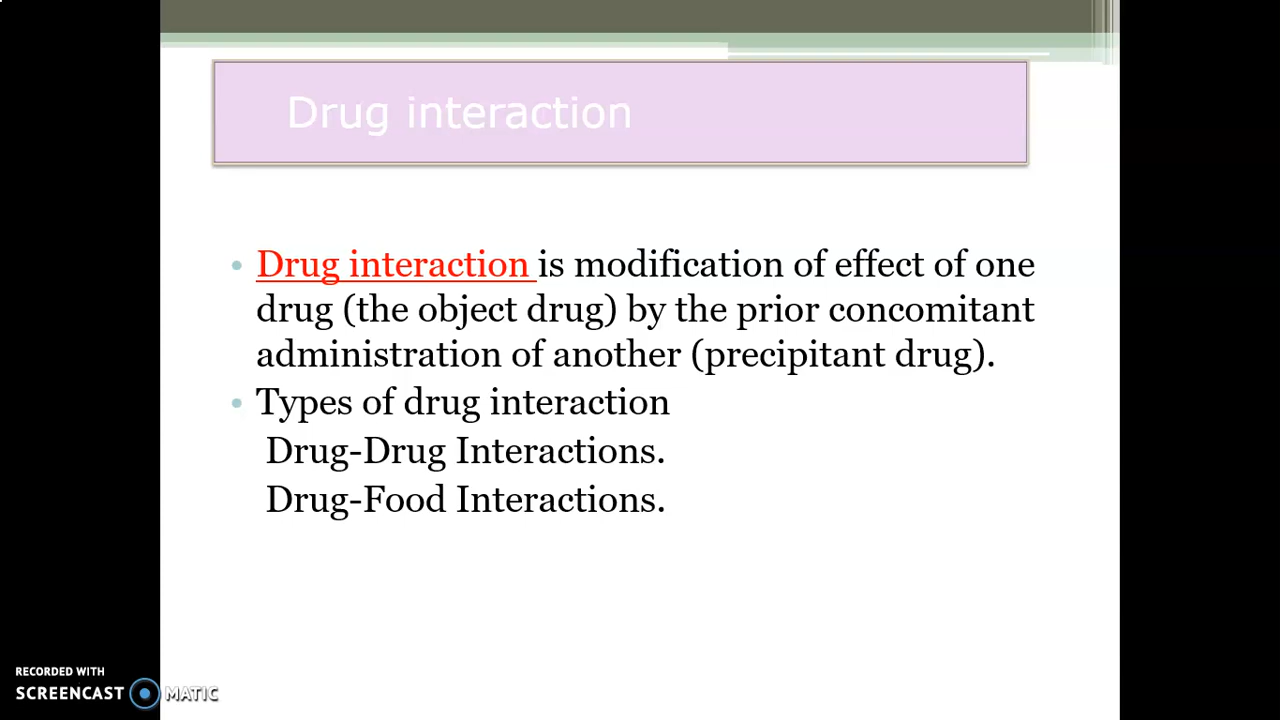 Drug interaction
• Drug interaction is modification of effect of one
drug (the object drug) by the prior concomitant
administration of another (precipitant drug).
• Types of drug interaction
Drug-Drug Interactions.
Drug-Food Interactions.
RECORDED WITH
SCREENCAST MATIC